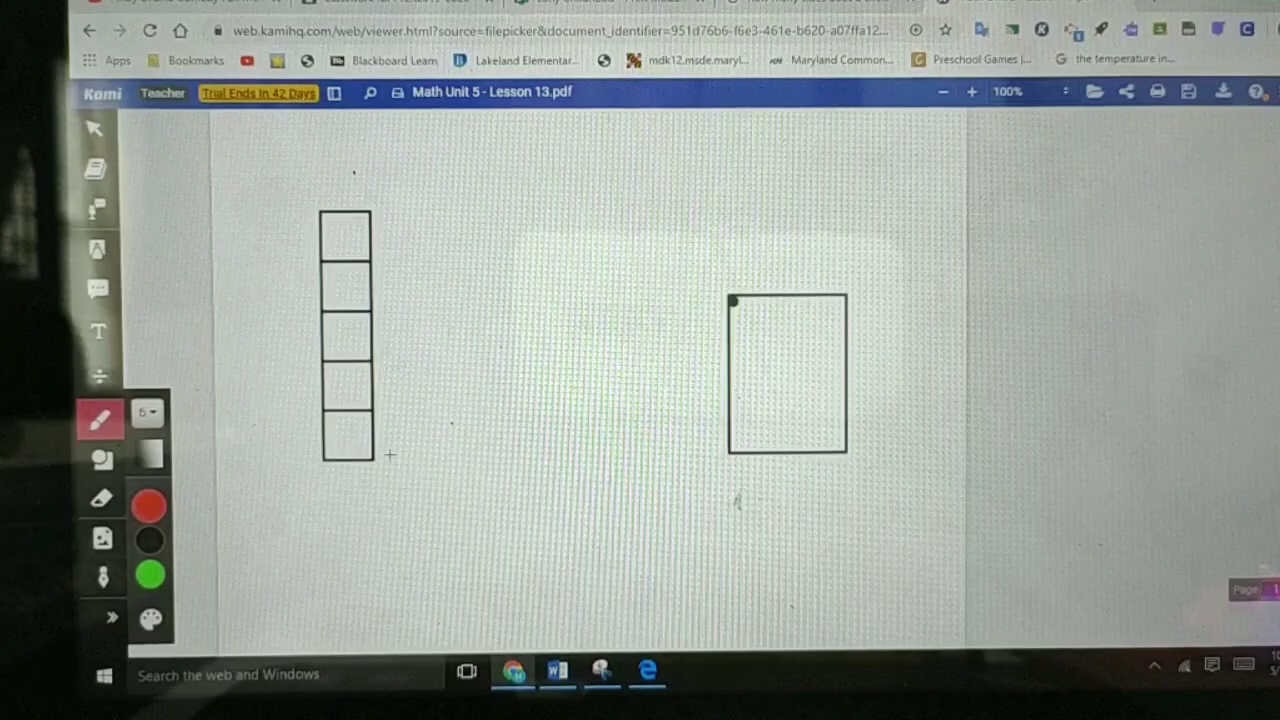 web.kamihq.com/web/viewer.html?source=filepicker&document_identifier=951d76b6-f6e3-461e-b620-a07ffa12...
Apps Bookmarks Blackboard Learn Lakeland Elementar... mdk12.msde.maryl... Maryland Common... Preschool Games |... the temperature in...
Kami Teacher Trial Ends In 42 Days Math Unit 5 - Lesson 13.pdf 100%
T
6
Page
Search the web and Windows